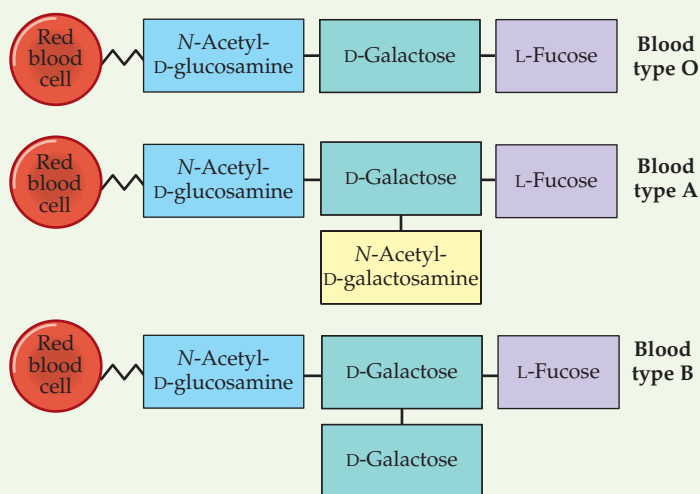 Red
blood
cell
N-Acetyl-
D-glucosamine
D-Galactose
L-Fucose
Blood
type O
Red
blood
cell
N-Acetyl-
D-glucosamine
D-Galactose
L-Fucose
Blood
type A
N-Acetyl-
D-galactosamine
Red
blood
cell
N-Acetyl-
D-glucosamine
D-Galactose
L-Fucose
Blood
type B
D-Galactose